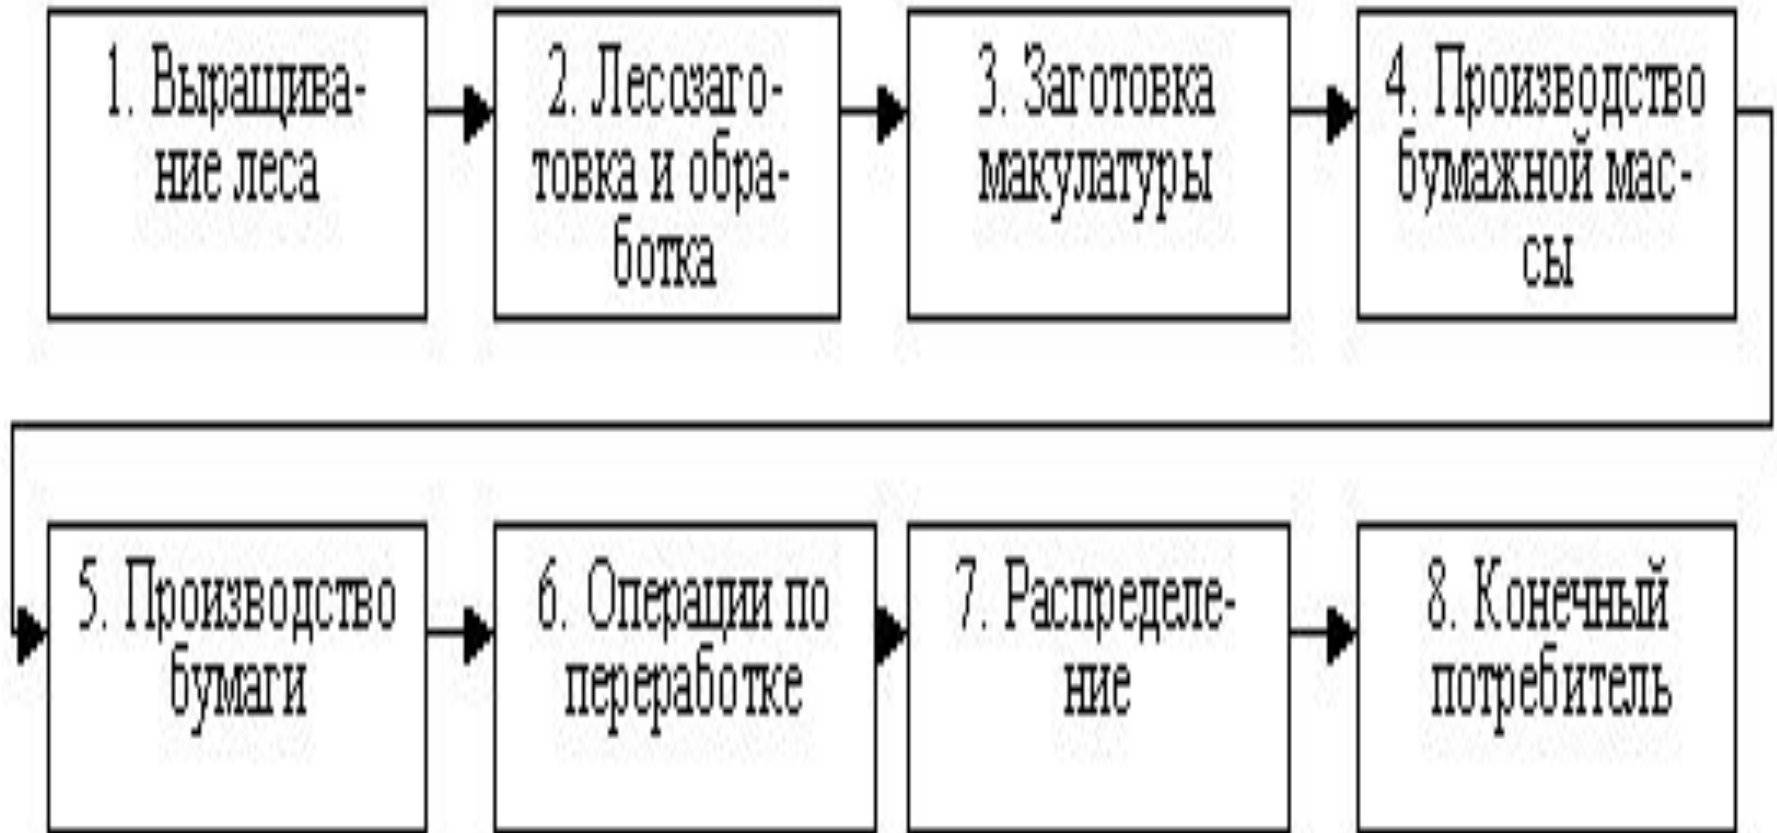 1. Выращива-
ние леса
2. Лесозаго-
товка и обра-
ботка
3. Заготовка
макулатуры
4. Производство
бумажной мас-
сы
5. Производство
бумаги
6. Операции по
переработке
7. Распределе-
ние
8. Конечный
потребитель